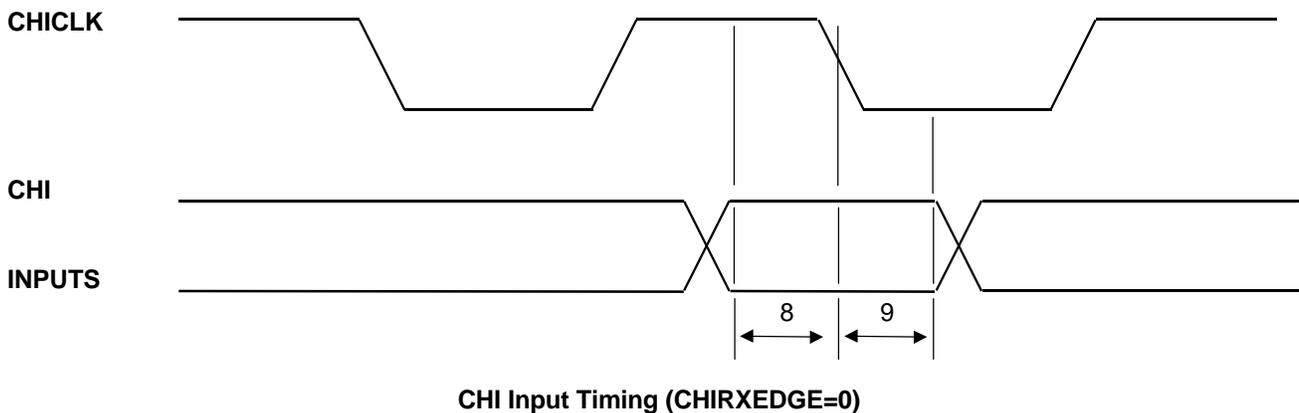 CHICLK
CHI
INPUTS
8 9
CHI Input Timing (CHIRXEDGE=0)